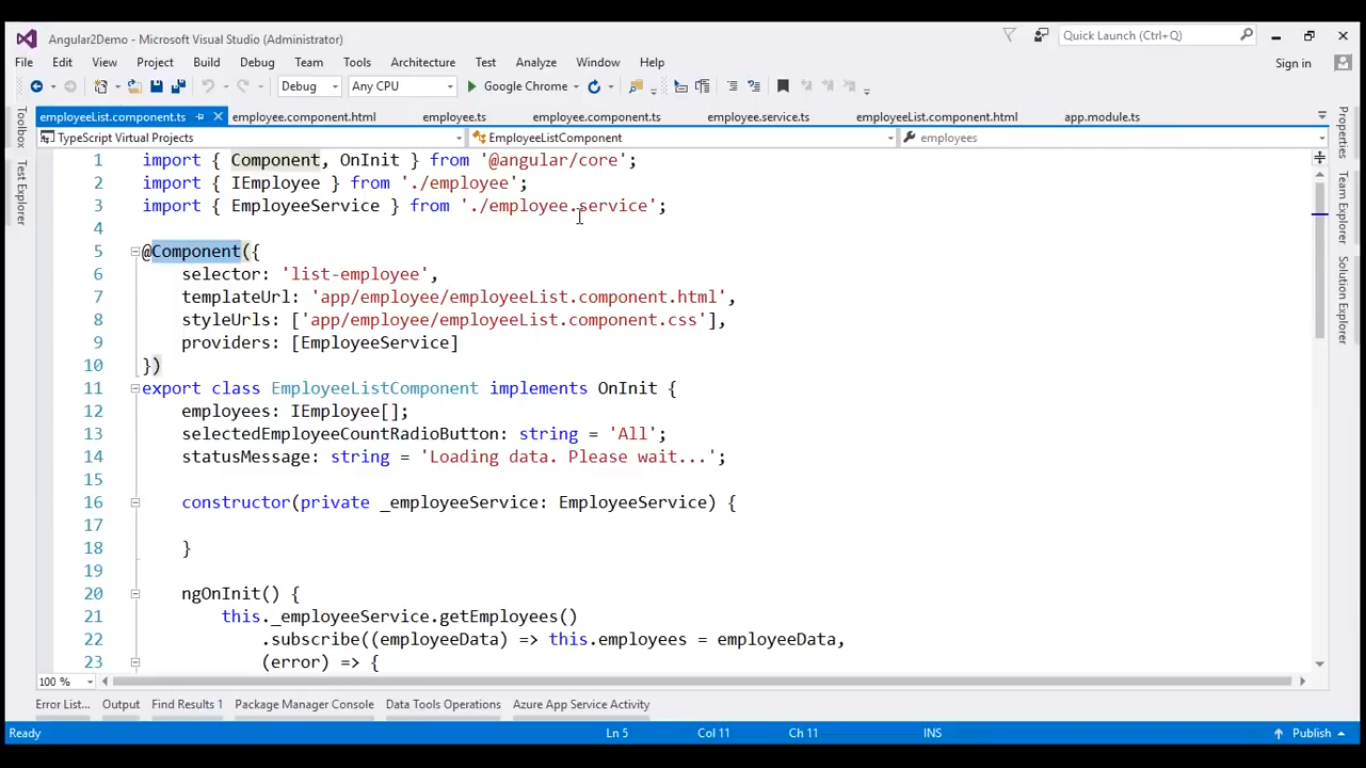 Angular2Demo - Microsoft Visual Studio (Administrator)
Quick Launch (Ctrl+Q)
File Edit View Project Build Debug Team Tools Architecture Test Analyze Window Help
Sign in
Debug Any CPU Google Chrome
employeeList.component.ts employee.component.html employee.ts employee.component.ts employee.service.ts employeeList.component.html app.module.ts
TypeScript Virtual Projects EmployeeListComponent employees
Toolbox
Test Explorer
1 import { Component, OnInit } from '@angular/core';
2 import { IEmployee } from './employee';
3 import { EmployeeService } from './employee.service';
4
5 @Component({
6 selector: 'list-employee',
7 templateUrl: 'app/employee/employeeList.component.html',
8 styleUrls: ['app/employee/employeeList.component.css'],
9 providers: [EmployeeService]
10 })
11 export class EmployeeListComponent implements OnInit {
12 employees: IEmployee[];
13 selectedEmployeeCountRadioButton: string = 'All';
14 statusMessage: string = 'Loading data. Please wait...';
15
16 constructor(private _employeeService: EmployeeService) {
17
18 }
19
20 ngOnInit() {
21 this._employeeService.getEmployees()
22 .subscribe((employeeData) => this.employees = employeeData,
23 (error) => {
Properties
Team Explorer
Solution Explorer
100 %
Error List... Output Find Results 1 Package Manager Console Data Tools Operations Azure App Service Activity
Ready Ln 5 Col 11 Ch 11 INS Publish